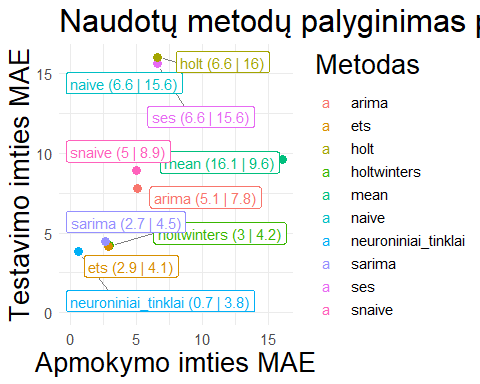 Naudotų metodų palyginimas p
Testavimo imties MAE
15
10
5
0
holt (6.6 | 16)
naive (6.6 | 15.6)
ses (6.6 | 15.6)
snaive (5 | 8.9)
mean (16.1 | 9.6)
arima (5.1 | 7.8)
sarima (2.7 | 4.5)
holtwinters (3 | 4.2)
ets (2.9 | 4.1)
neuroniniai_tinklai (0.7 | 3.8)
0 5 10 15
Apmokymo imties MAE
Metodas
a arima
a ets
a holt
a holtwinters
a mean
a naive
a neuroniniai_tinklai
a sarima
a ses
a snaive